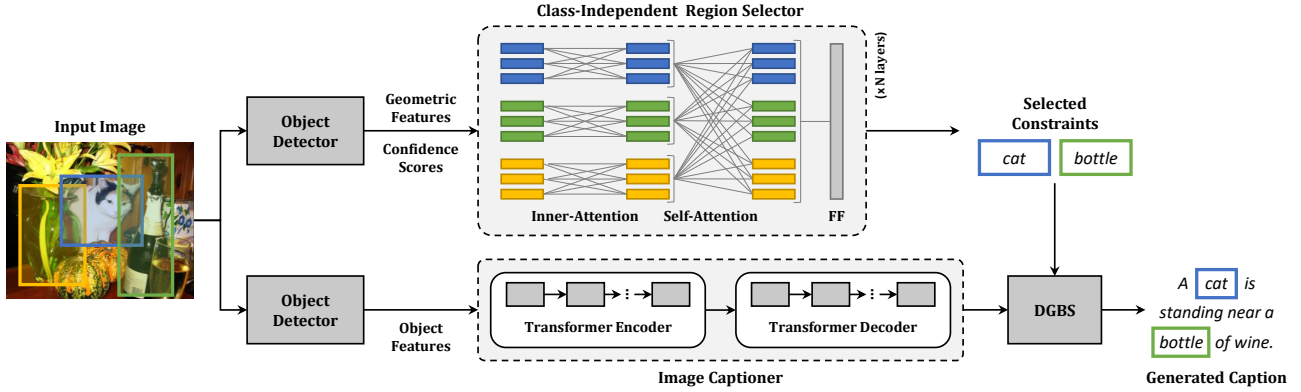 Class-Independent Region Selector
Input Image
Object
Detector
Geometric
Features
Confidence
Scores
Inner-Attention
Self-Attention
FF
(×N layers)
Selected
Constraints
cat
bottle
Object
Detector
Object
Features
Transformer Encoder
Transformer Decoder
Image Captioner
DGBS
A cat is
standing near a
bottle of wine.
Generated Caption